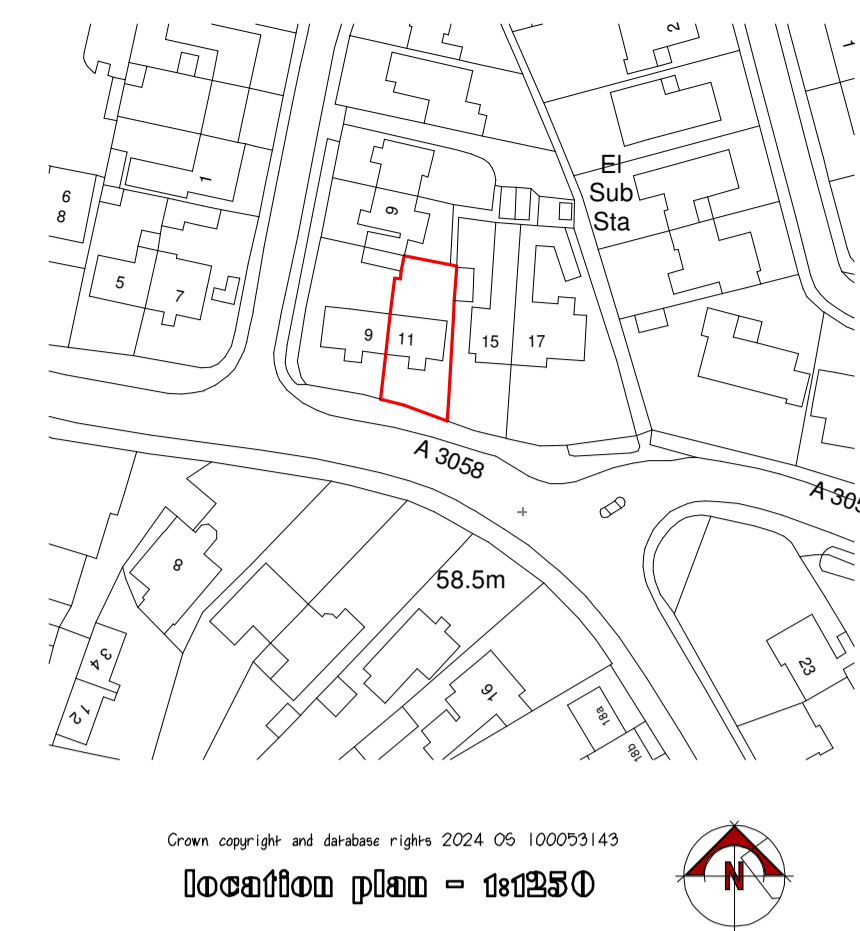 2
1
1
El
Sub
Sta
6
8
9
5
7
9
11
15
17
A 3058
A 305
8
58.5m
3 4
1 2
16
18a
18b
23
Crown copyright and database rights 2024 OS 100053143
location plan - 1:1250
N